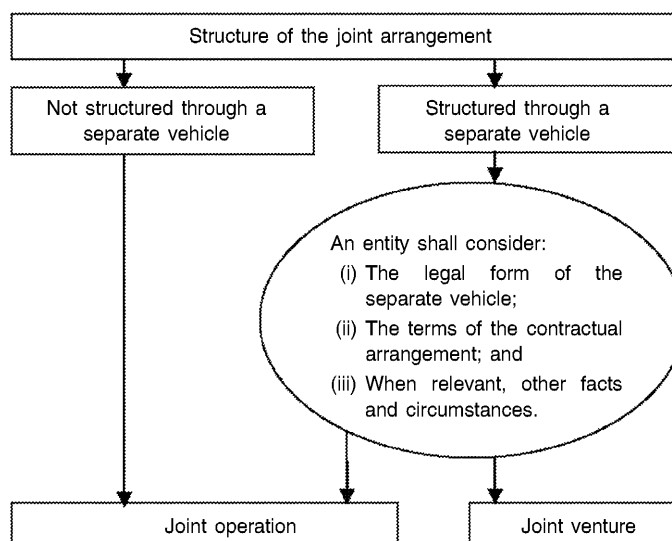 Structure of the joint arrangement
Not structured through a
separate vehicle
Structured through a
separate vehicle
An entity shall consider:
(i) The legal form of the
separate vehicle;
(ii) The terms of the contractual
arrangement; and
(iii) When relevant, other facts
and circumstances.
Joint operation
Joint venture